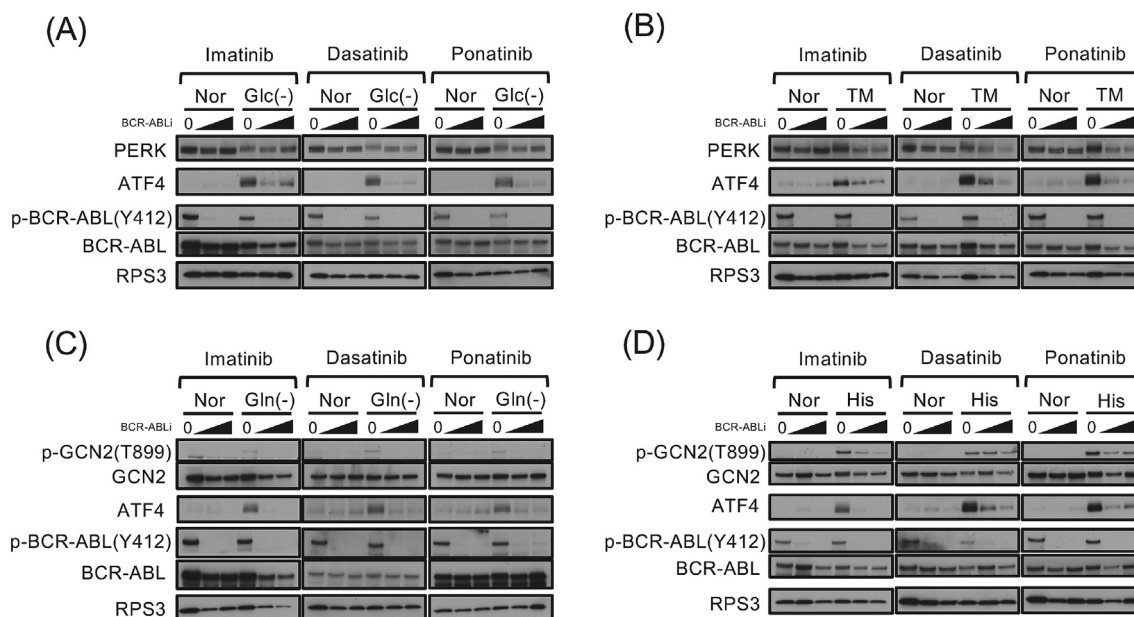 (A)
Imatinib Dasatinib Ponatinib
Nor Glc(-) Nor Glc(-) Nor Glc(-)
BCR-ABLi 0 0 0 0 0 0
PERK
ATF4
p-BCR-ABL(Y412)
BCR-ABL
RPS3
(B)
Imatinib Dasatinib Ponatinib
Nor TM Nor TM Nor TM
BCR-ABLi 0 0 0 0 0 0
PERK
ATF4
p-BCR-ABL(Y412)
BCR-ABL
RPS3
(C)
Imatinib Dasatinib Ponatinib
Nor Gln(-) Nor Gln(-) Nor Gln(-)
BCR-ABLi 0 0 0 0 0 0
p-GCN2(T899)
GCN2
ATF4
p-BCR-ABL(Y412)
BCR-ABL
RPS3
(D)
Imatinib Dasatinib Ponatinib
Nor His Nor His Nor His
BCR-ABLi 0 0 0 0 0 0
p-GCN2(T899)
GCN2
ATF4
p-BCR-ABL(Y412)
BCR-ABL
RPS3